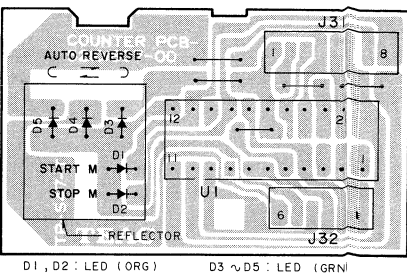 COUNTER PCB-
J31
AUTO REVERSE
1
8
D5
D4
D3
12
2
START M
D1
11
1
STOP M
D2
U1
6
1
REFLECTOR
J32
D1, D2 : LED (ORG)
D3 ~ D5 : LED (GRN